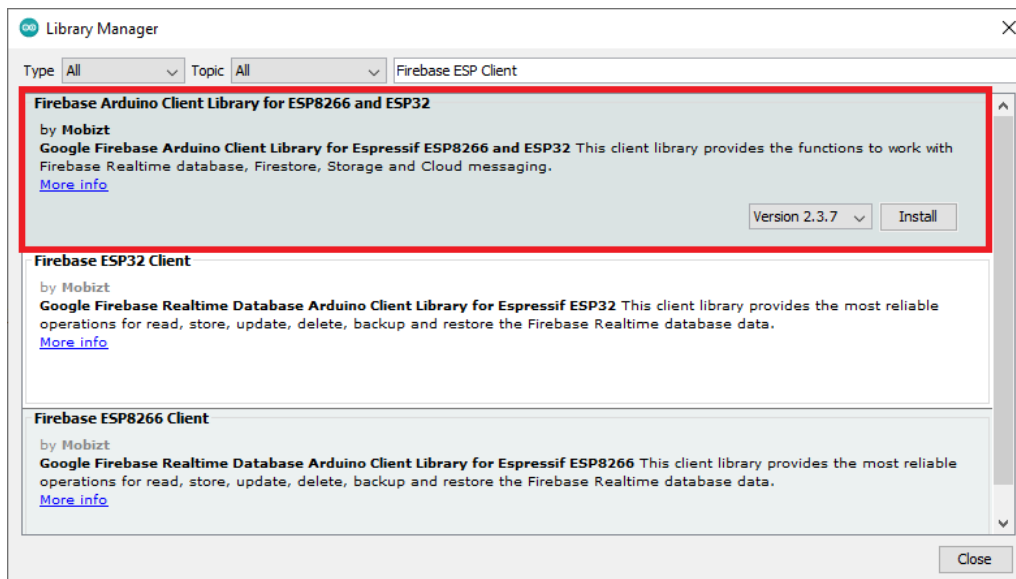 Library Manager
Type All Topic All Firebase ESP Client
Firebase Arduino Client Library for ESP8266 and ESP32
by Mobizt
Google Firebase Arduino Client Library for Espressif ESP8266 and ESP32 This client library provides the functions to work with
Firebase Realtime database, Firestore, Storage and Cloud messaging.
More info
Version 2.3.7 Install
Firebase ESP32 Client
by Mobizt
Google Firebase Realtime Database Arduino Client Library for Espressif ESP32 This client library provides the most reliable
operations for read, store, update, delete, backup and restore the Firebase Realtime database data.
More info
Firebase ESP8266 Client
by Mobizt
Google Firebase Realtime Database Arduino Client Library for Espressif ESP8266 This client library provides the most reliable
operations for read, store, update, delete, backup and restore the Firebase Realtime database data.
More info
Close